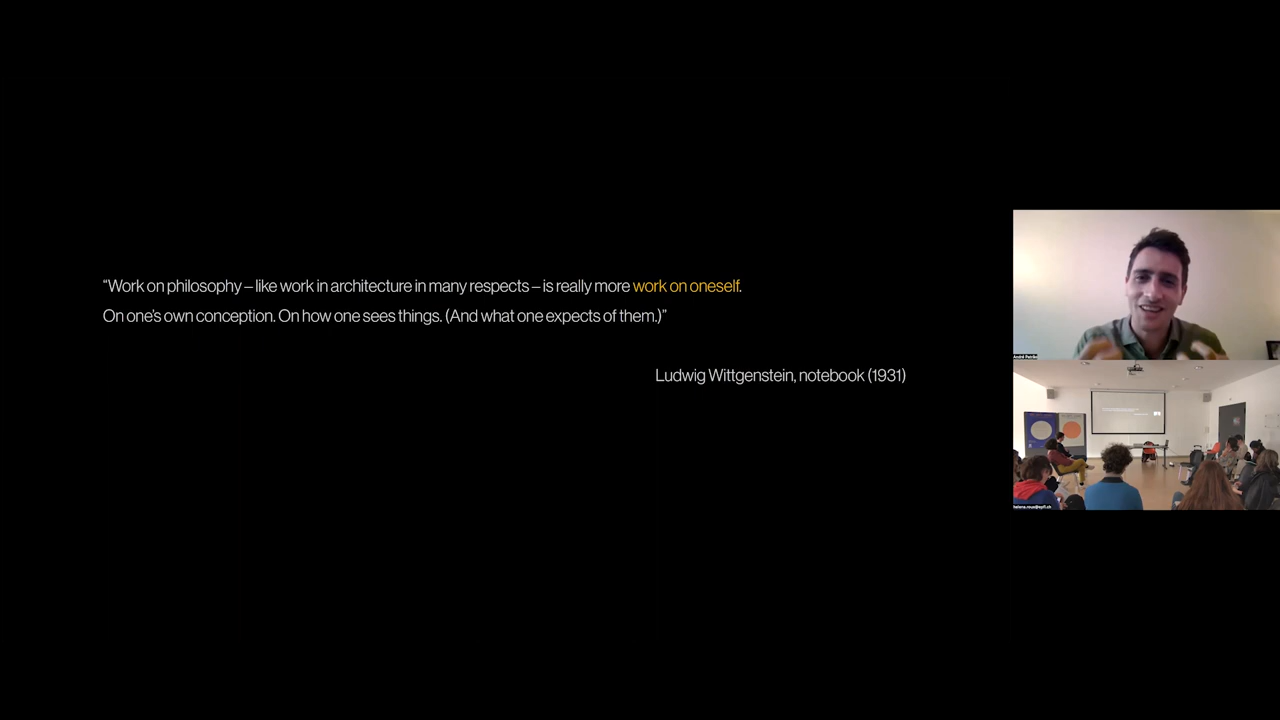 “Work on philosophy – like work in architecture in many respects – is really more work on oneself.
On one's own conception. On how one sees things. (And what one expects of them.)”
Ludwig Wittgenstein, notebook (1931)